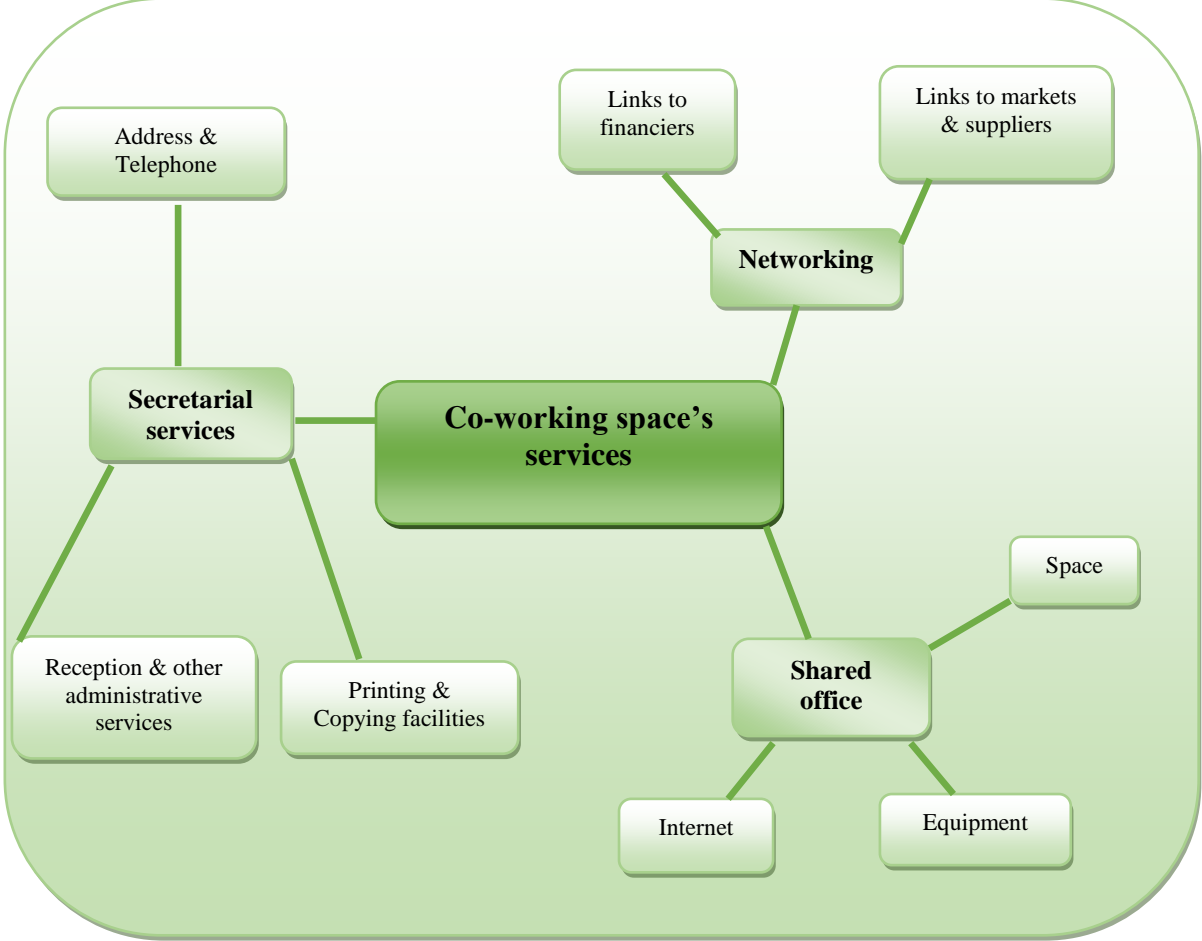 Links to
financiers
Links to markets
& suppliers
Address &
Telephone
Networking
Secretarial
services
Co-working space’s
services
Space
Reception & other
administrative
services
Printing &
Copying facilities
Shared
office
Internet
Equipment